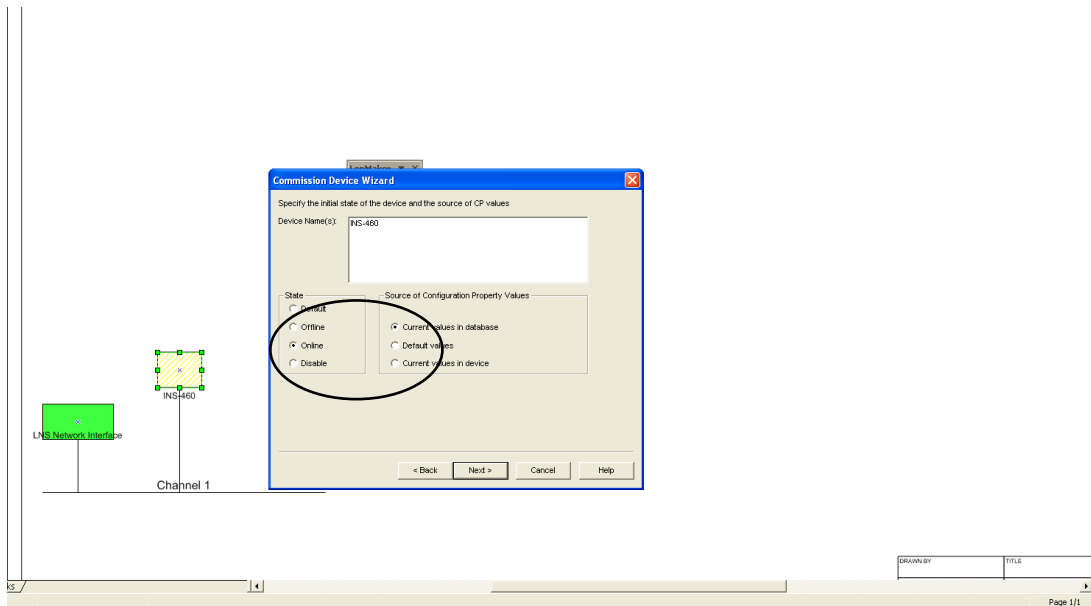 LonMaker
Commission Device Wizard
Specify the initial state of the device and the source of CP values
Device Name(s):
INS-460
State
Default
Offline
Online
Disable
Source of Configuration Property Values
Current values in database
Default values
Current values in device
< Back
Next >
Cancel
Help
INS-460
LNS Network Interface
Channel 1
DRAWN BY
TITLE
KS
Page 1/1